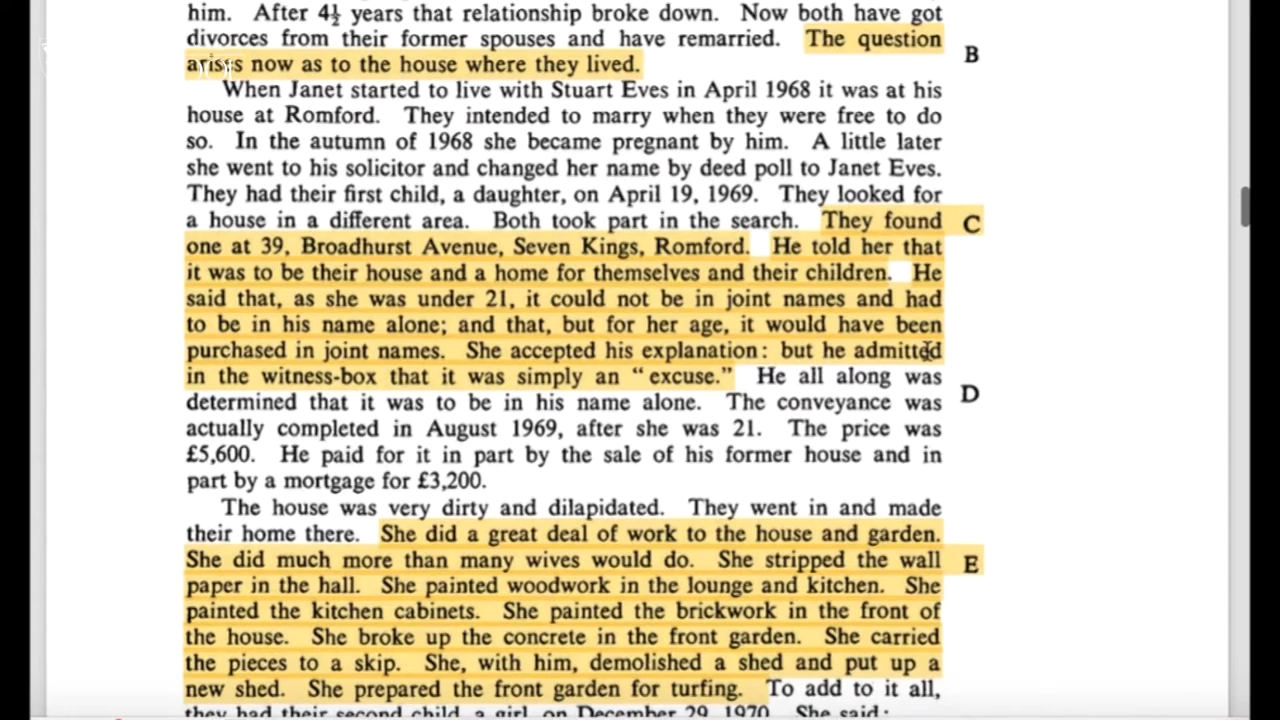 him. After 4½ years that relationship broke down. Now both have got
divorces from their former spouses and have remarried. The question
B
arises now as to the house where they lived.
When Janet started to live with Stuart Eves in April 1968 it was at his
house at Romford. They intended to marry when they were free to do
so. In the autumn of 1968 she became pregnant by him. A little later
she went to his solicitor and changed her name by deed poll to Janet Eves.
They had their first child, a daughter, on April 19, 1969. They looked for
a house in a different area. Both took part in the search. They found
C
one at 39, Broadhurst Avenue, Seven Kings, Romford. He told her that
it was to be their house and a home for themselves and their children. He
said that, as she was under 21, it could not be in joint names and had
to be in his name alone; and that, but for her age, it would have been
purchased in joint names. She accepted his explanation: but he admitted
in the witness-box that it was simply an "excuse." He all along was
D
determined that it was to be in his name alone. The conveyance was
actually completed in August 1969, after she was 21. The price was
£5,600. He paid for it in part by the sale of his former house and in
part by a mortgage for £3,200.
The house was very dirty and dilapidated. They went in and made
their home there. She did a great deal of work to the house and garden.
She did much more than many wives would do. She stripped the wall
E
paper in the hall. She painted woodwork in the lounge and kitchen. She
painted the kitchen cabinets. She painted the brickwork in the front of
the house. She broke up the concrete in the front garden. She carried
the pieces to a skip. She, with him, demolished a shed and put up a
new shed. She prepared the front garden for turfing. To add to it all,
they had their second child, a girl, on December 29, 1970. She said: